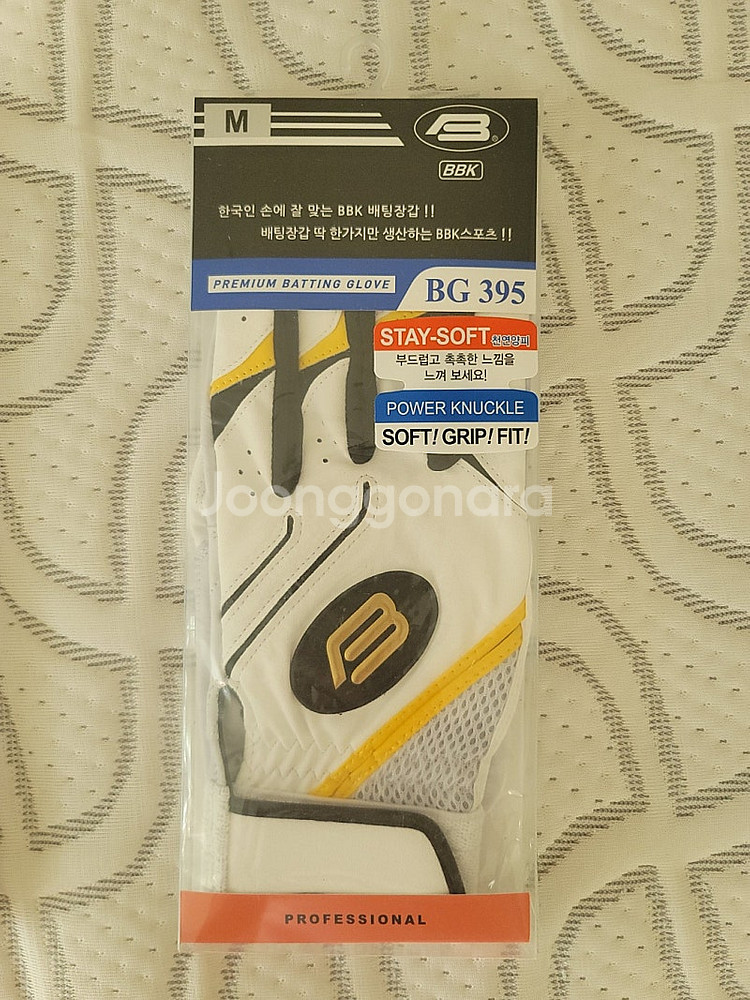 M
B®
BBK
한국인 손에 잘 맞는 BBK 배팅장갑 !!
배팅장갑 딱 한가지만 생산하는 BBK스포츠 !!
PREMIUM BATTING GLOVE
BG 395
STAY-SOFT 천연양피
부드럽고 촉촉한 느낌을
느껴 보세요!
POWER KNUCKLE
SOFT! GRIP! FIT!
Joonggonara
B
PROFESSIONAL